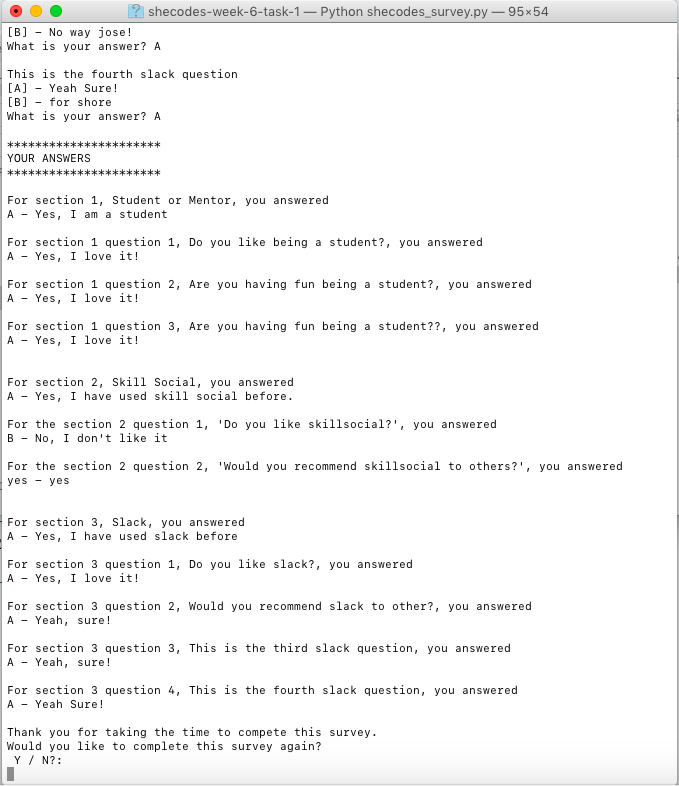 shecodes-week-6-task-1 — Python shecodes_survey.py — 95×54
[B] – No way jose!
What is your answer? A
This is the fourth slack question
[A] – Yeah Sure!
[B] – for shore
What is your answer? A
**********************
YOUR ANSWERS
**********************
For section 1, Student or Mentor, you answered
A – Yes, I am a student
For section 1 question 1, Do you like being a student?, you answered
A – Yes, I love it!
For section 1 question 2, Are you having fun being a student?, you answered
A – Yes, I love it!
For section 1 question 3, Are you having fun being a student??, you answered
A – Yes, I love it!
For section 2, Skill Social, you answered
A – Yes, I have used skill social before.
For the section 2 question 1, 'Do you like skillsocial?', you answered
B – No, I don't like it
For the section 2 question 2, 'Would you recommend skillsocial to others?', you answered
yes – yes
For section 3, Slack, you answered
A – Yes, I have used slack before
For section 3 question 1, Do you like slack?, you answered
A – Yes, I love it!
For section 3 question 2, Would you recommend slack to other?, you answered
A – Yeah, sure!
For section 3 question 3, This is the third slack question, you answered
A – Yeah, sure!
For section 3 question 4, This is the fourth slack question, you answered
A – Yeah Sure!
Thank you for taking the time to compete this survey.
Would you like to complete this survey again?
Y / N?: